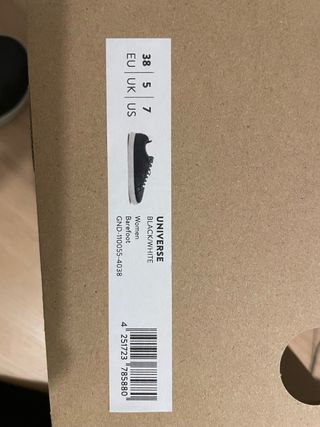 38 | 5 | 7
EU | UK | US
UNIVERSE
BLACK/WHITE
Women
Barefoot
GND-110055-4038
4 251723 785880